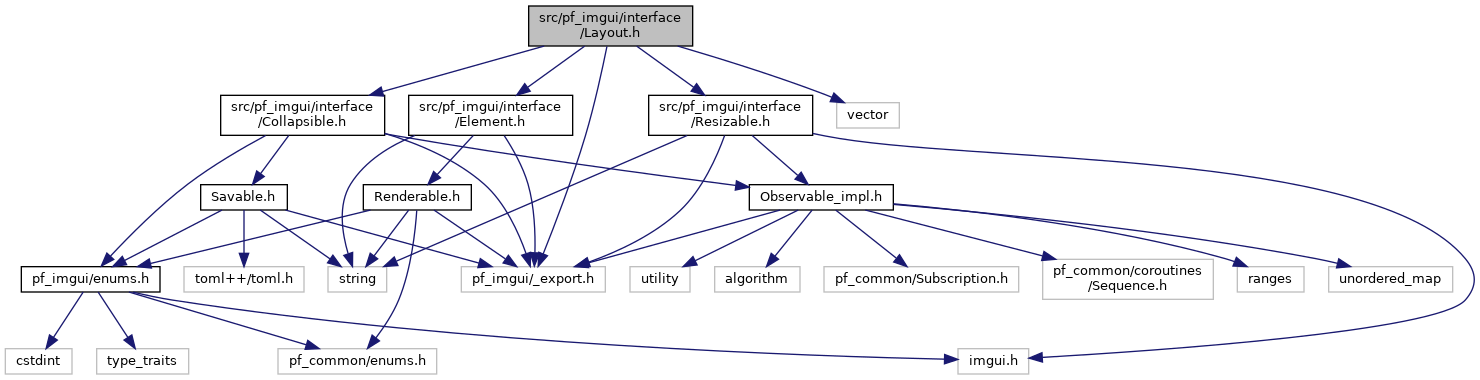 src/pf_imgui/interface
/Layout.h
src/pf_imgui/interface
/Collapsible.h
src/pf_imgui/interface
/Element.h
src/pf_imgui/interface
/Resizable.h
vector
Savable.h
Renderable.h
Observable_impl.h
pf_imgui/enums.h
toml++/toml.h
string
pf_imgui/_export.h
utility
algorithm
pf_common/Subscription.h
pf_common/coroutines
/Sequence.h
ranges
unordered_map
cstdint
type_traits
pf_common/enums.h
imgui.h